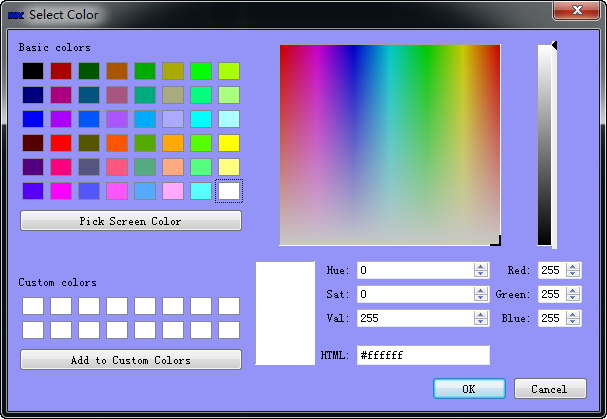 Select Color
Basic colors
Pick Screen Color
Custom colors
Add to Custom Colors
Hue: 0 Red: 255
Sat: 0 Green: 255
Val: 255 Blue: 255
HTML: #ffffff
OK Cancel